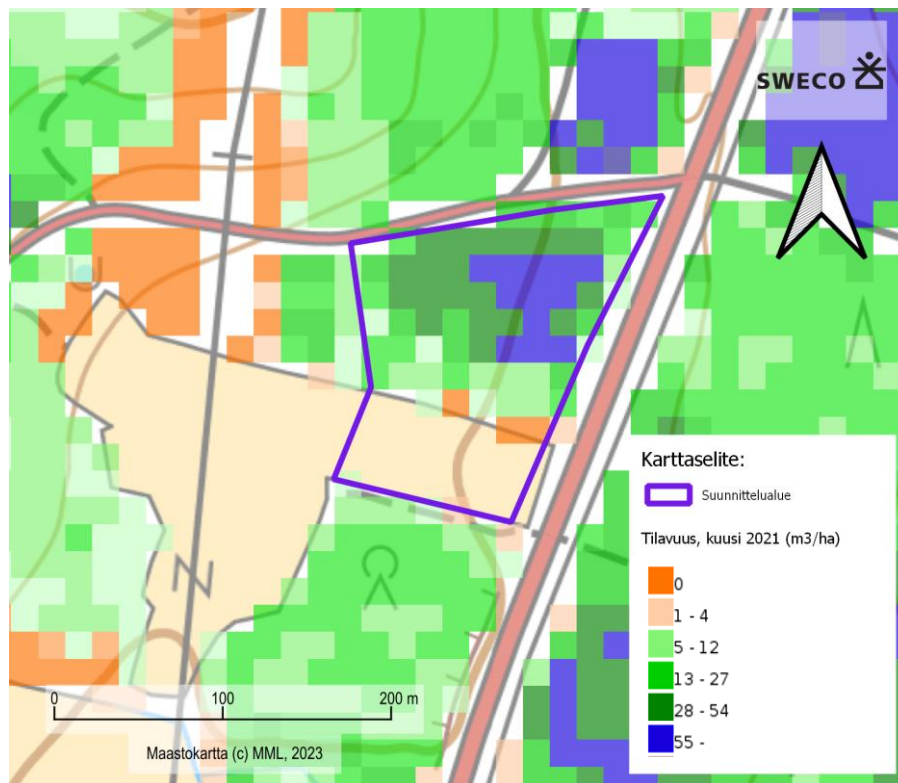 SWECO
Karttaselite:
Suunnittelualue
Tilavuus, kuusi 2021 (m3/ha)
0
1 - 4
5 - 12
13 - 27
28 - 54
55 -
0 100 200 m
Maastokartta (c) MML, 2023